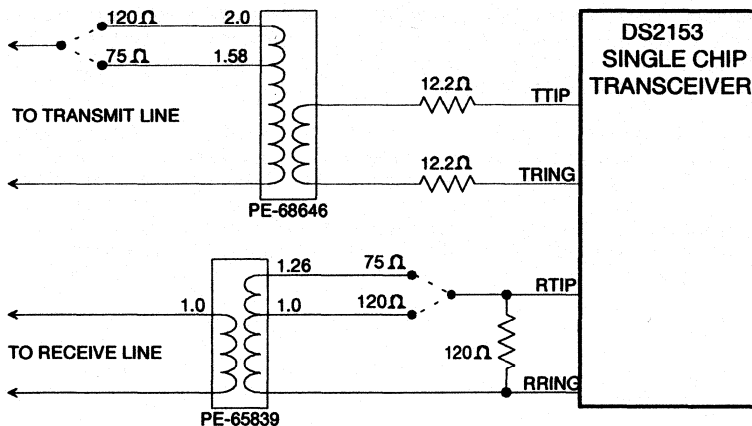 120Ω
2.0
75Ω
1.58
TO TRANSMIT LINE
PE-68646
12.2Ω
TTIP
12.2Ω
TRING
DS2153
SINGLE CHIP
TRANSCEIVER
1.26
75Ω
1.0
1.0
120Ω
RTIP
TO RECEIVE LINE
120Ω
RRING
PE-65839